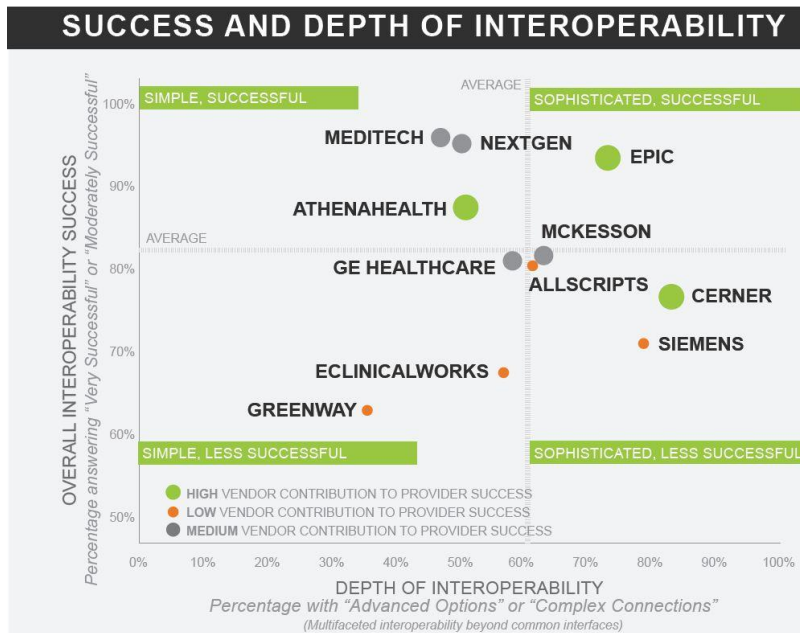 SUCCESS AND DEPTH OF INTEROPERABILITY
OVERALL INTEROPERABILITY SUCCESS
Percentage answering “Very Successful” or “Moderately Successful”
100%
90%
80%
70%
60%
50%
AVERAGE
SIMPLE, SUCCESSFUL
SOPHISTICATED, SUCCESSFUL
MEDITECH
NEXTGEN
EPIC
ATHENAHEALTH
MCKESSON
AVERAGE
GE HEALTHCARE
ALLSCRIPTS
CERNER
SIEMENS
ECLINICALWORKS
GREENWAY
SIMPLE, LESS SUCCESSFUL
SOPHISTICATED, LESS SUCCESSFUL
HIGH VENDOR CONTRIBUTION TO PROVIDER SUCCESS
LOW VENDOR CONTRIBUTION TO PROVIDER SUCCESS
MEDIUM VENDOR CONTRIBUTION TO PROVIDER SUCCESS
0% 10% 20% 30% 40% 50% 60% 70% 80% 90% 100%
DEPTH OF INTEROPERABILITY
Percentage with “Advanced Options” or “Complex Connections”
(Multifaceted interoperability beyond common interfaces)